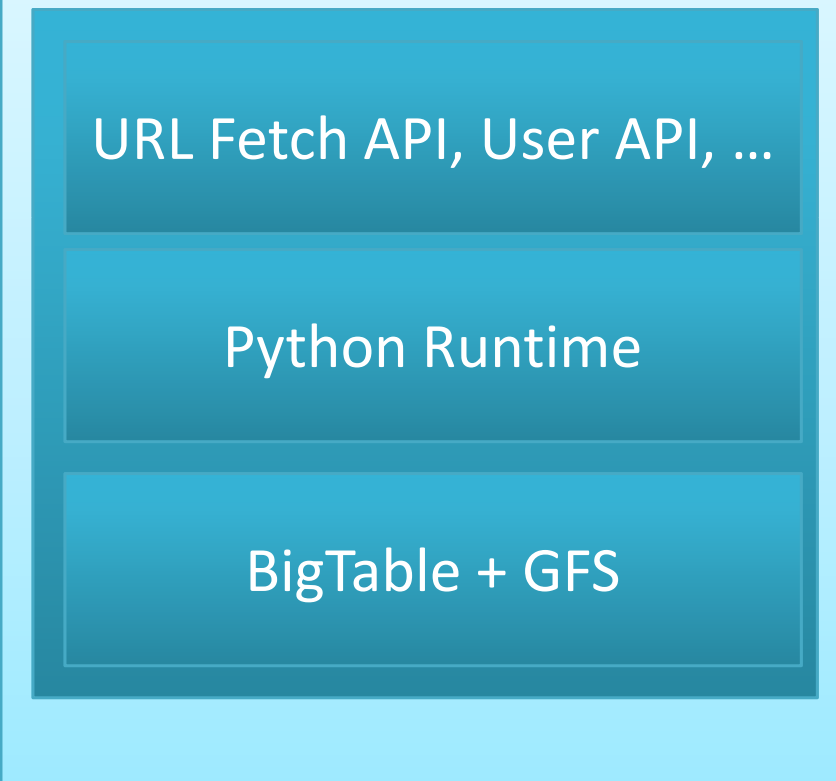 URL Fetch API, User API, …
Python Runtime
BigTable + GFS